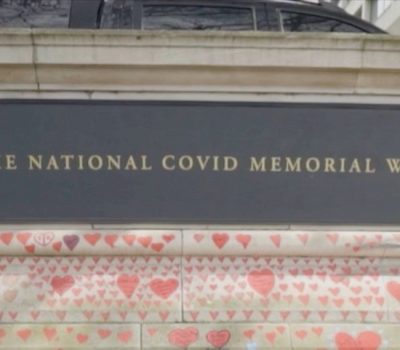 E NATIONAL COVID MEMORIAL W